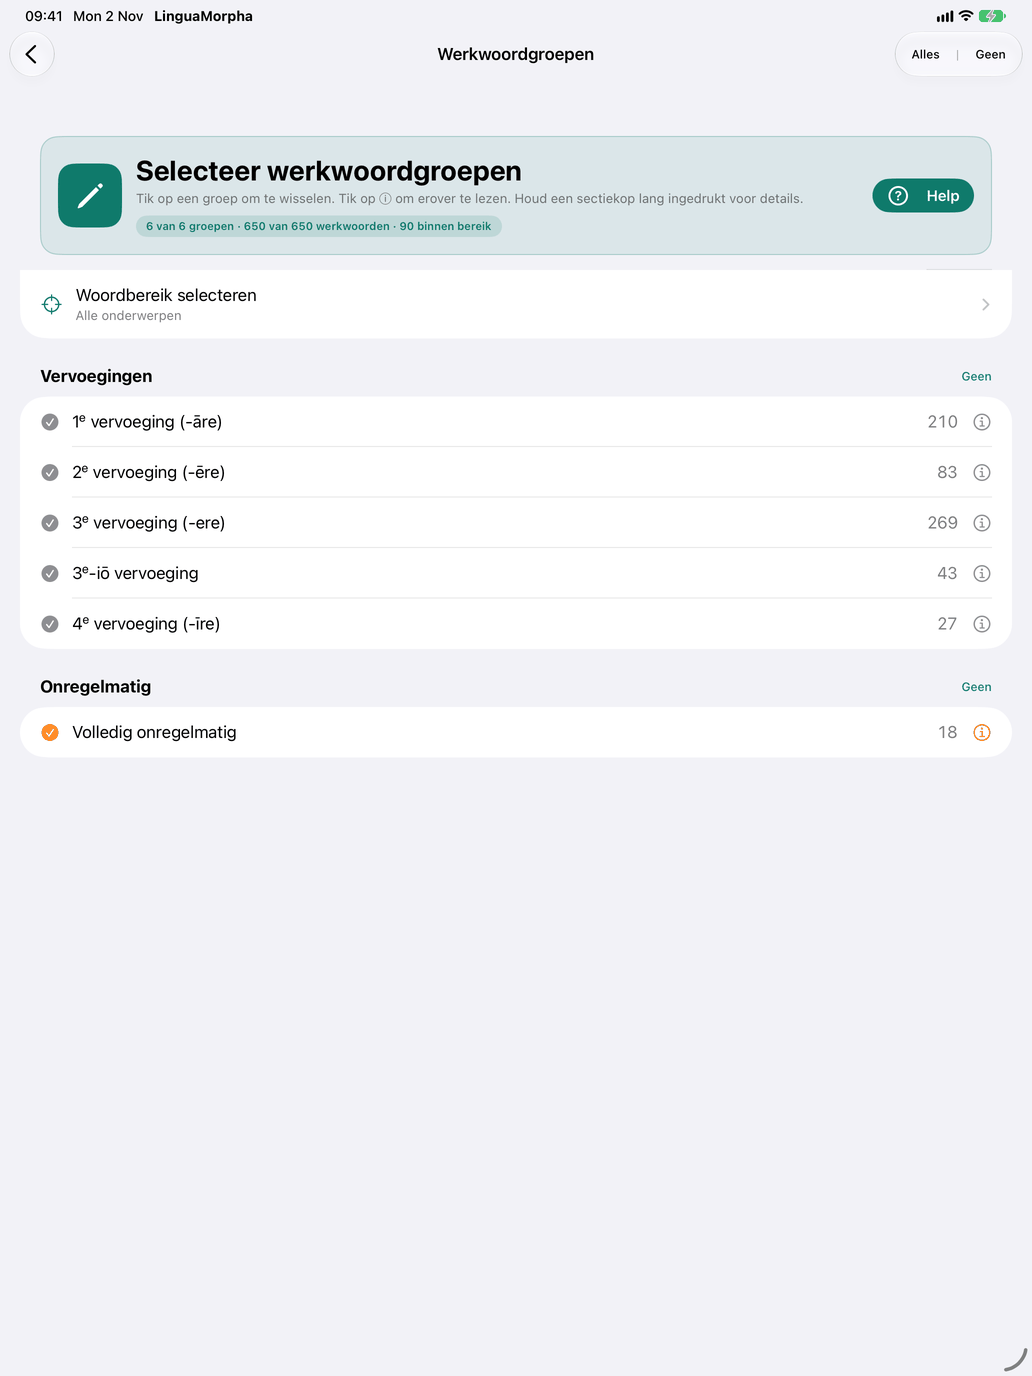 09:41 Mon 2 Nov LinguaMorpha
Werkwoordgroepen
Alles | Geen
Selecteer werkwoordgroepen
Tik op een groep om te wisselen. Tik op ⓘ om erover te lezen. Houd een sectiekop lang ingedrukt voor details.
6 van 6 groepen · 650 van 650 werkwoorden · 90 binnen bereik
? Help
Woordbereik selecteren
Alle onderwerpen
Vervoegingen Geen
1ᵉ vervoeging (-āre) 210
2ᵉ vervoeging (-ēre) 83
3ᵉ vervoeging (-ere) 269
3ᵉ-iō vervoeging 43
4ᵉ vervoeging (-īre) 27
Onregelmatig Geen
Volledig onregelmatig 18